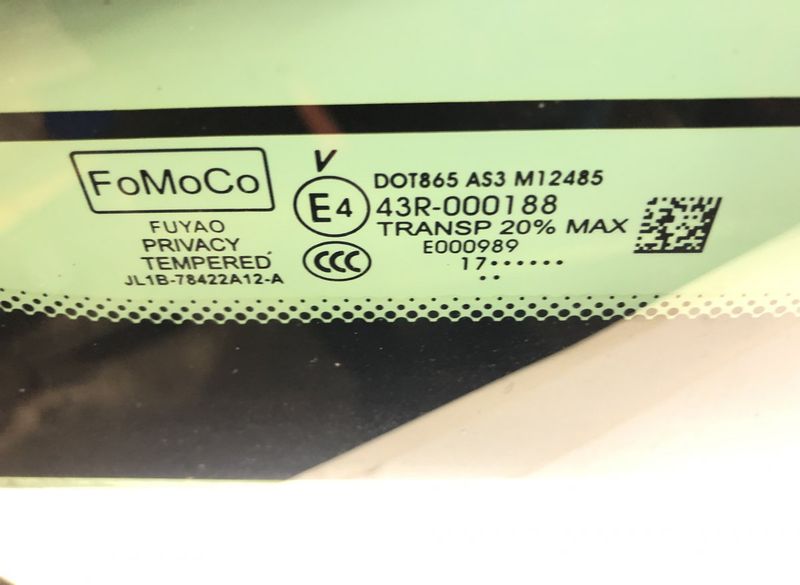 FoMoCo
FUYAO
PRIVACY
TEMPERED
JL1B-78422A12-A
V
E4
CCC
DOT865 AS3 M12485
43R-000188
TRANSP 20% MAX
E000989
17••••••
••